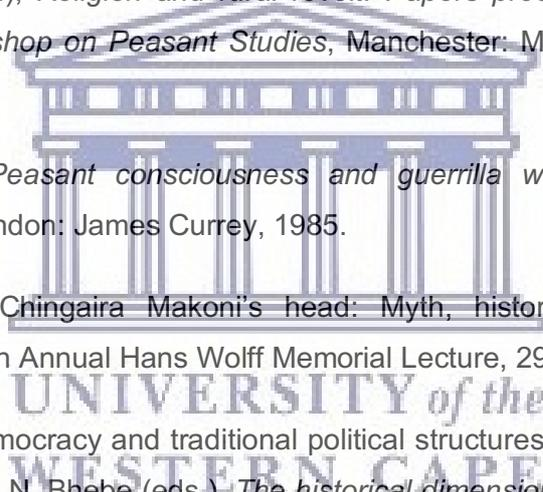 Religion and rural revolt: Papers
shop on Peasant Studies, Manchester: M
Peasant consciousness and guerrilla w
ndon: James Currey, 1985.
Chingaira Makoni's head: Myth, histor
n Annual Hans Wolff Memorial Lecture, 29
UNIVERSITY of the
mocracy and traditional political structures
WESTERN CAPE
N. Bhebe (eds.), The historical dimension